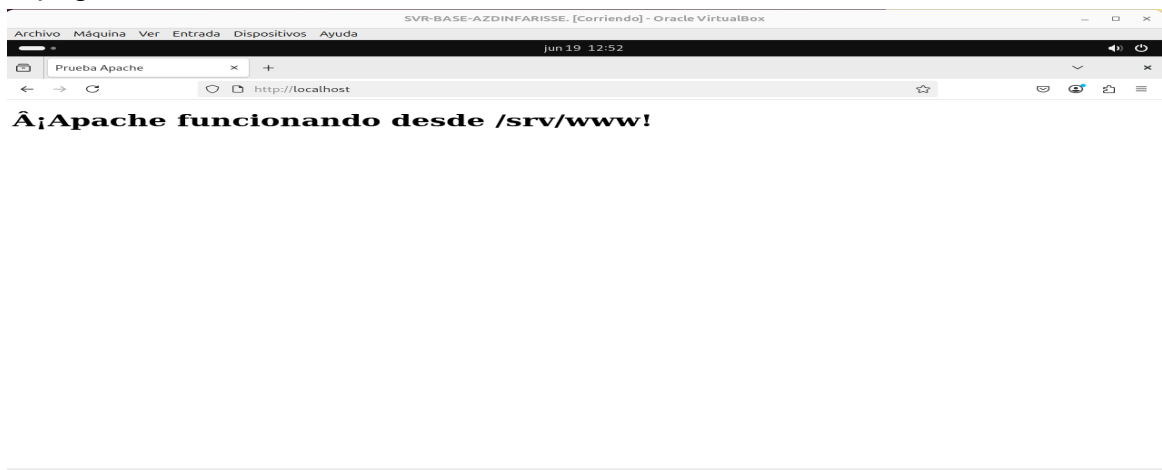 SVR-BASE-AZDINFARISSE. [Corriendo] - Oracle VirtualBox
Archivo Máquina Ver Entrada Dispositivos Ayuda
jun 19 12:52
Prueba Apache
http://localhost
Â¡Apache funcionando desde /srv/www!